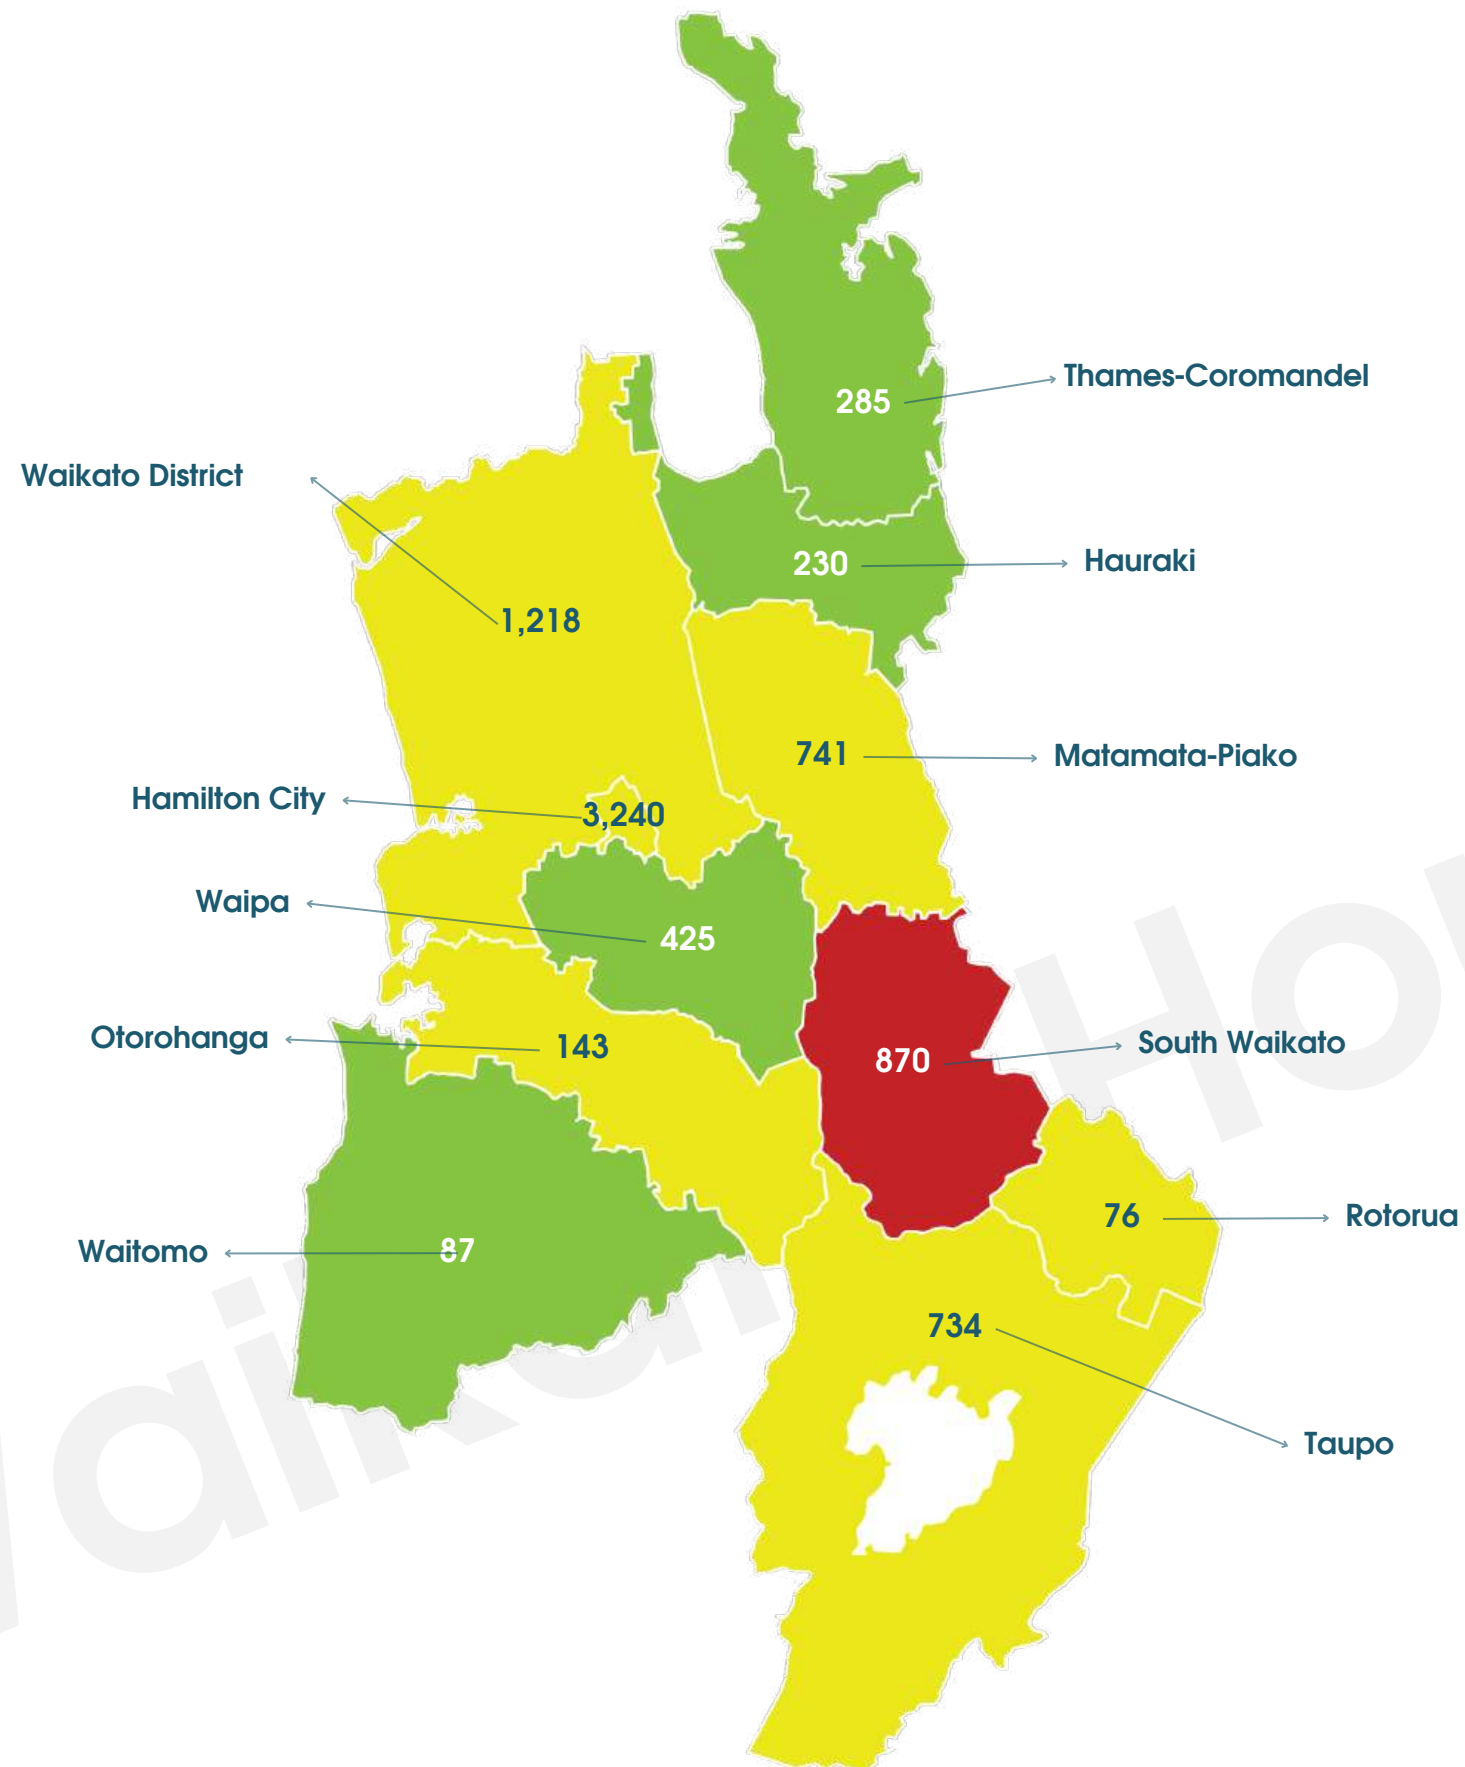 Thames-Coromandel
285
Waikato District
Hauraki
230
1,218
741
Matamata-Piako
Hamilton City
3,240
Waipa
425
Otorohanga
143
South Waikato
870
76
Rotorua
Waitomo
87
734
Taupo